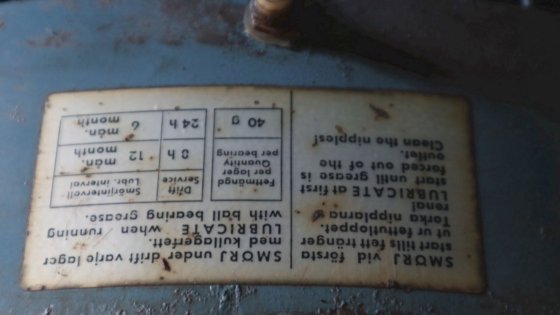 SMÖRJ vid första
start tills fett tränger
ut ur fettutloppet.
Torka nipplarna
rena!
LUBRICATE at first
start until grease is
forced out of the
outlet.
Clean the nipples!
SMÖRJ under drift varje lager
med kullagerfett.
LUBRICATE when running
with ball bearing grease.
Fettmängd
per lager
Quantity
per bearing
Drift
Service
Smörjintervall
Lubr. interval
8 h
12 mån.
month
40 g
24 h
6 mån.
month